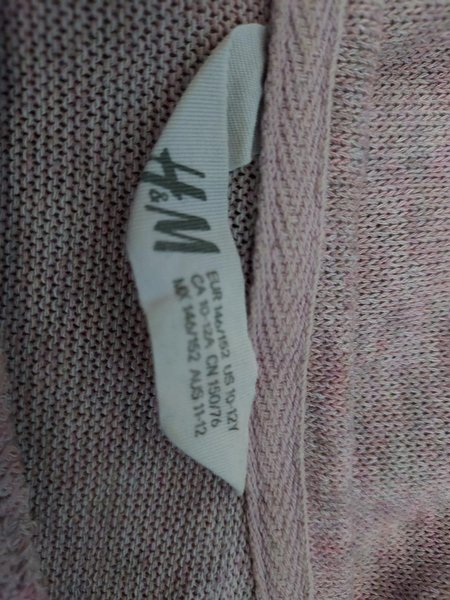 H&M
EUR 146/152 US 10-12Y
CA 10-12A CN 150/76
MX 146/152 AUS 11-12